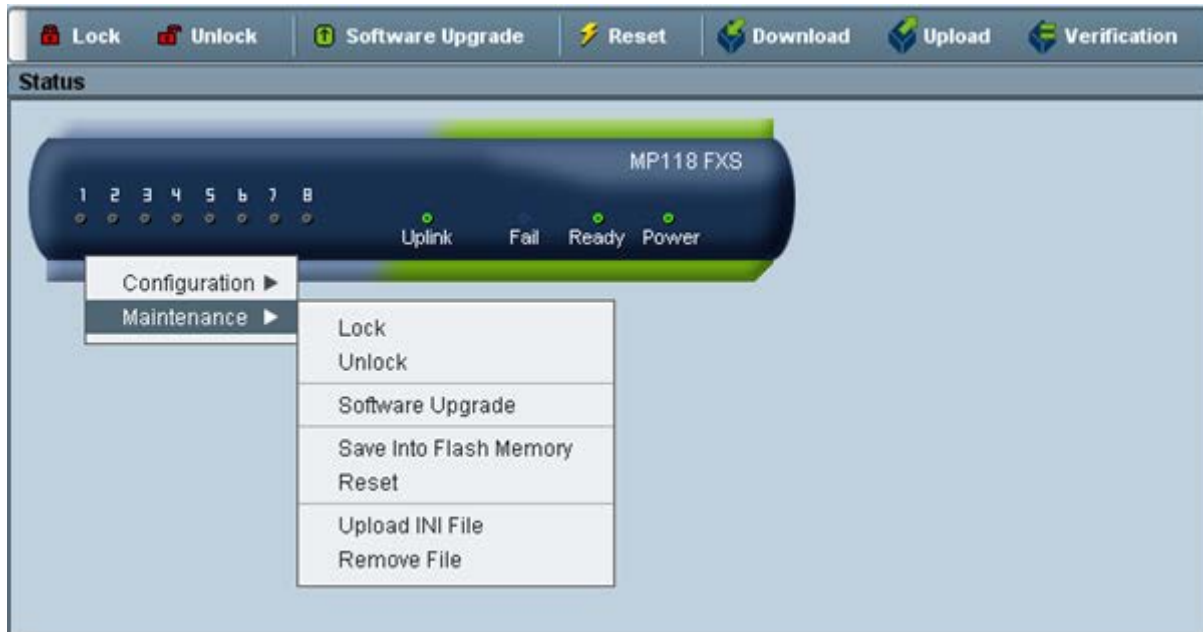 Lock Unlock Software Upgrade Reset Download Upload Verification
Status
MP118 FXS
1 2 3 4 5 6 7 8
Uplink Fail Ready Power
Configuration
Maintenance
Lock
Unlock
Software Upgrade
Save Into Flash Memory
Reset
Upload INI File
Remove File